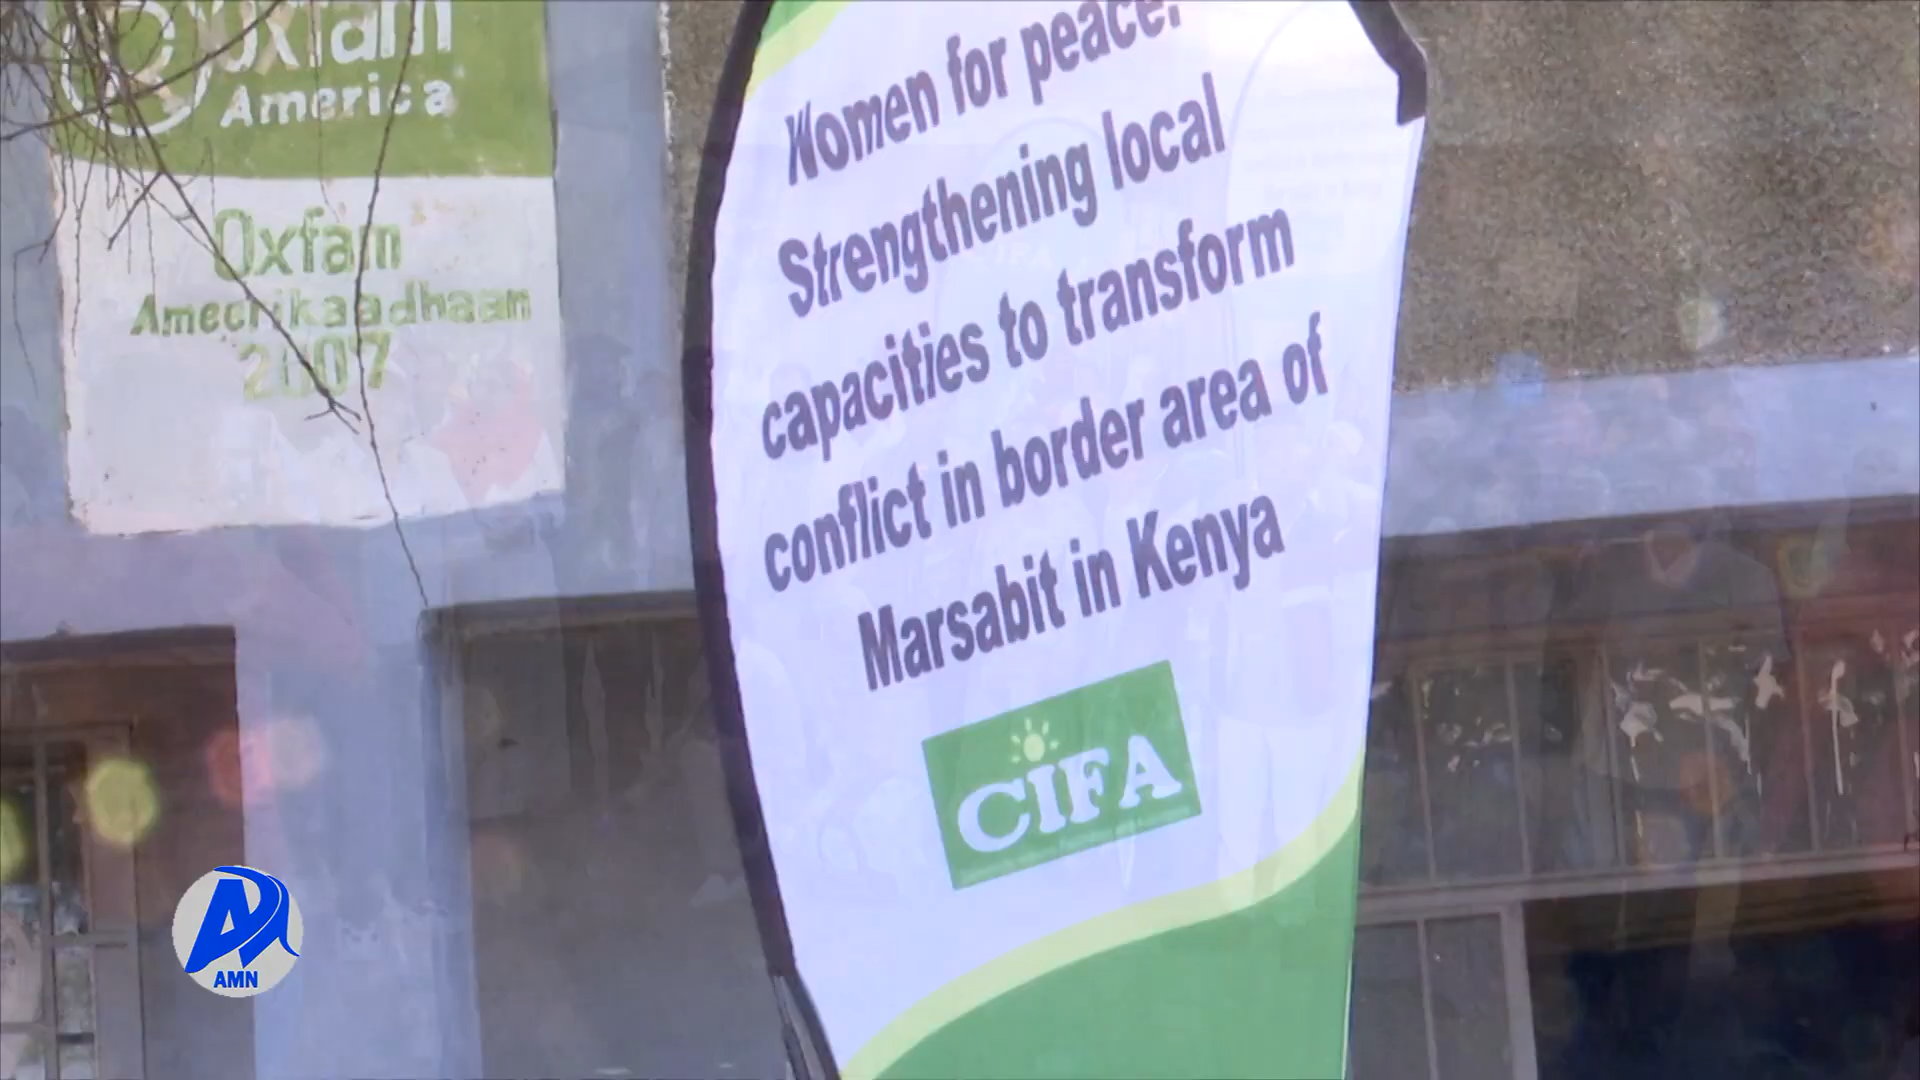 Oxfam
America
Oxfam
Amecrikaadhaan
2007
Women for peace:
Strengthening local
capacities to transform
conflict in border area of
Marsabit in Kenya
CIFA
AMN